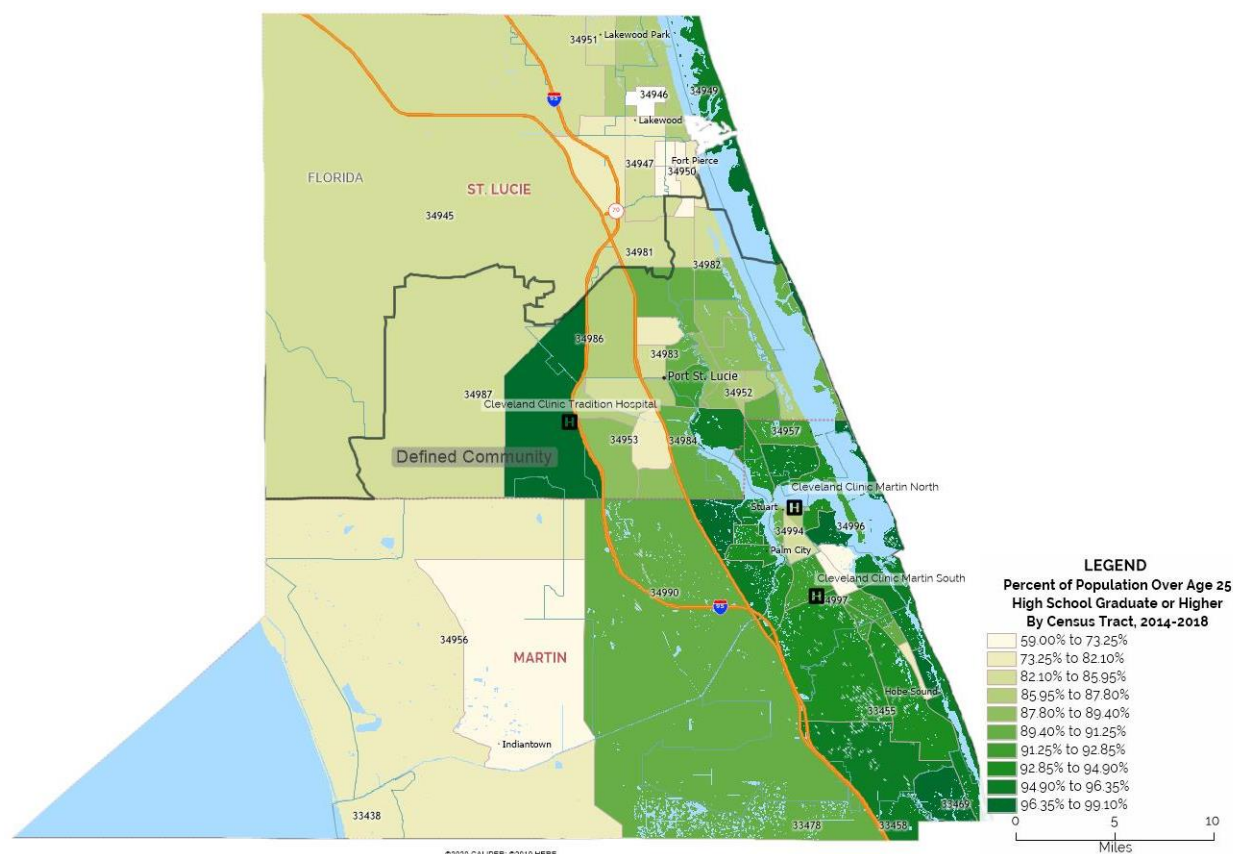 34951
Lakewood Park
34946
34949
95
Lakewood
FLORIDA
ST. LUCIE
34947
Fort Pierce
34950
70
34945
34981
34982
34986
34983
Port St. Lucie
34987
34952
Cleveland Clinic Tradition Hospital
H
34953
34984
34957
Defined Community
Cleveland Clinic Martin North
H
Stuart
34994
34996
Palm City
Cleveland Clinic Martin South
H
34997
34990
95
34956
MARTIN
Hobe Sound
33455
Indiantown
33438
33478
33458
33469
LEGEND
Percent of Population Over Age 25
High School Graduate or Higher
By Census Tract, 2014-2018
59.00% to 73.25%
73.25% to 82.10%
82.10% to 85.95%
85.95% to 87.80%
87.80% to 89.40%
89.40% to 91.25%
91.25% to 92.85%
92.85% to 94.90%
94.90% to 96.35%
96.35% to 99.10%
0 5 10
Miles
©2020 CALIPER; ©2019 HERE